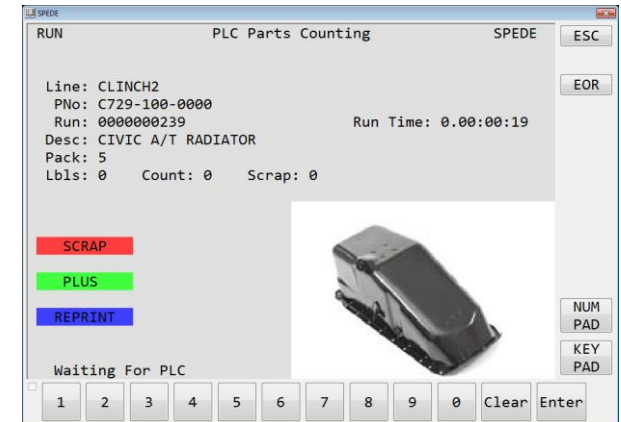 SPEDE
RUN PLC Parts Counting SPEDE
ESC
EOR
Line: CLINCH2
PNo: C729-100-0000
Run: 0000000239 Run Time: 0.00:00:19
Desc: CIVIC A/T RADIATOR
Pack: 5
Lbls: 0 Count: 0 Scrap: 0
SCRAP
PLUS
REPRINT
NUM
PAD
KEY
PAD
Waiting For PLC
1 2 3 4 5 6 7 8 9 0 Clear Enter